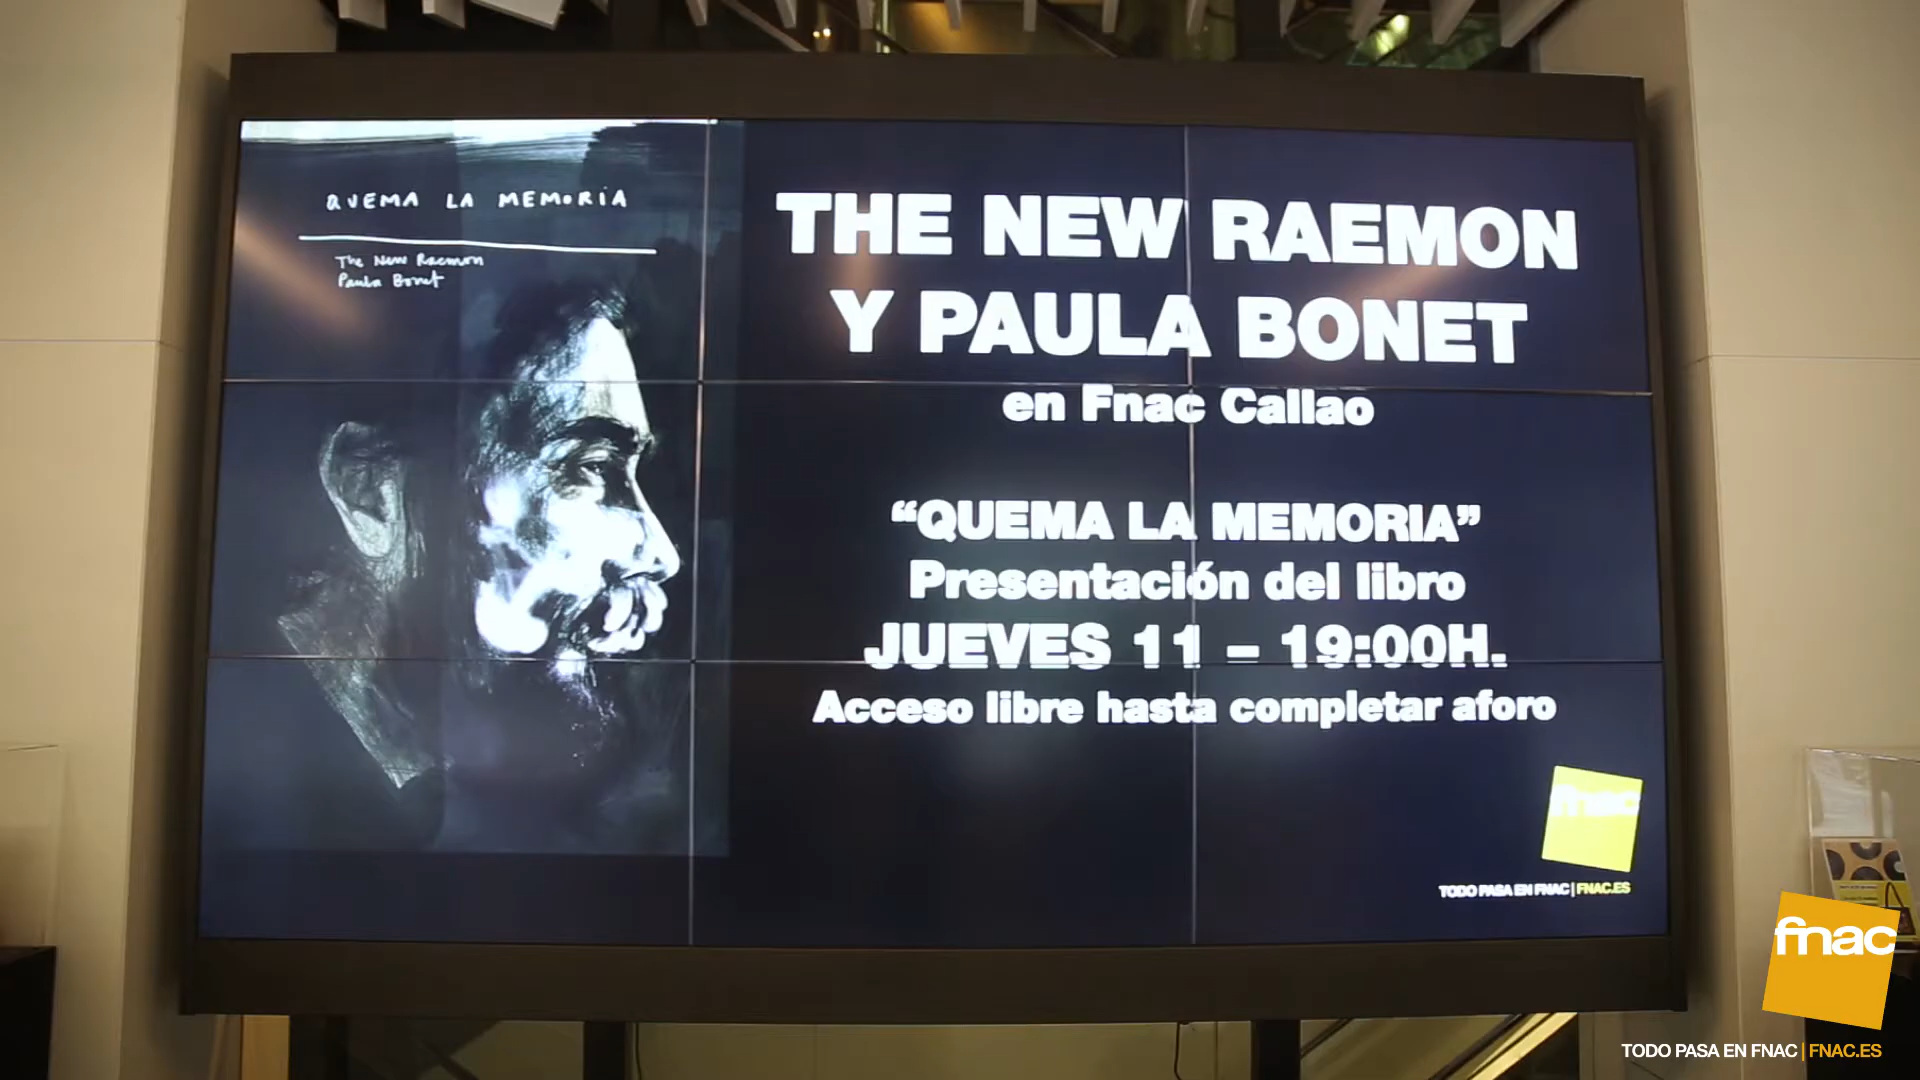 QUEMA LA MEMORIA
The New Raemon
Paula Bonet
THE NEW RAEMON
Y PAULA BONET
en Fnac Callao
“QUEMA LA MEMORIA”
Presentación del libro
JUEVES 11 – 19:00H.
Acceso libre hasta completar aforo
fnac
TODO PASA EN FNAC | FNAC.ES
fnac
TODO PASA EN FNAC | FNAC.ES